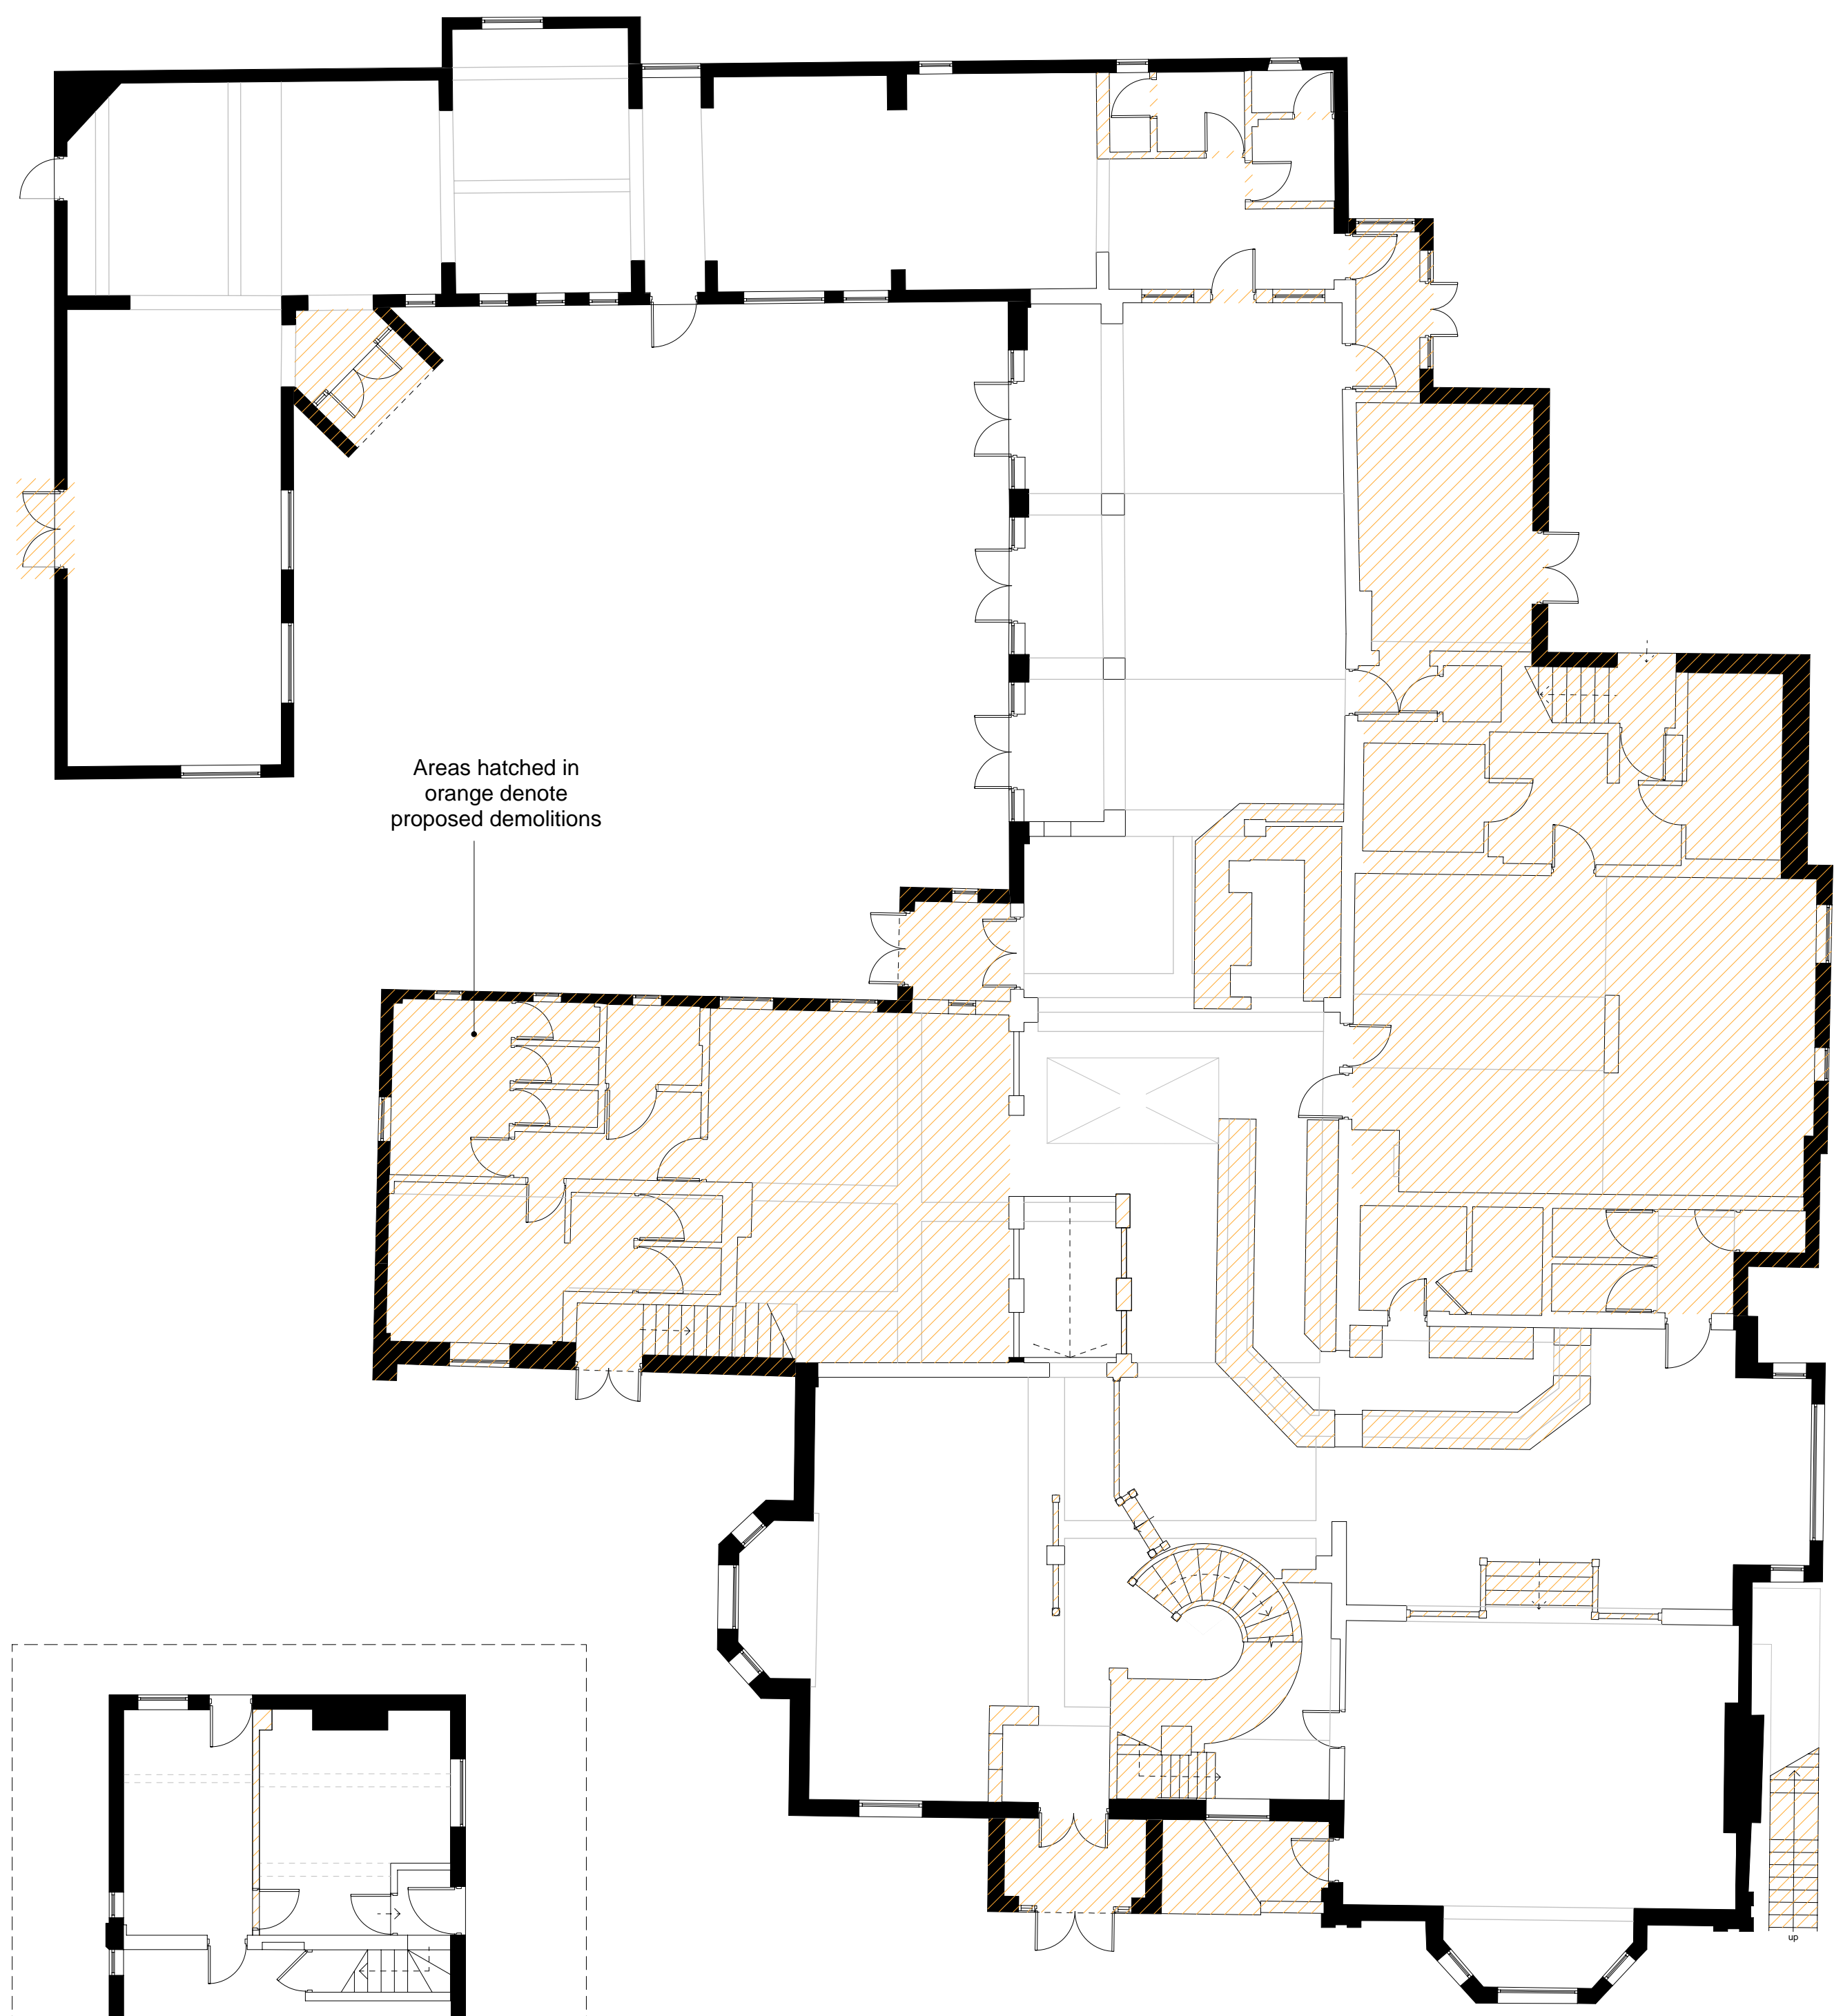 Areas hatched in
orange denote
proposed demolitions
up